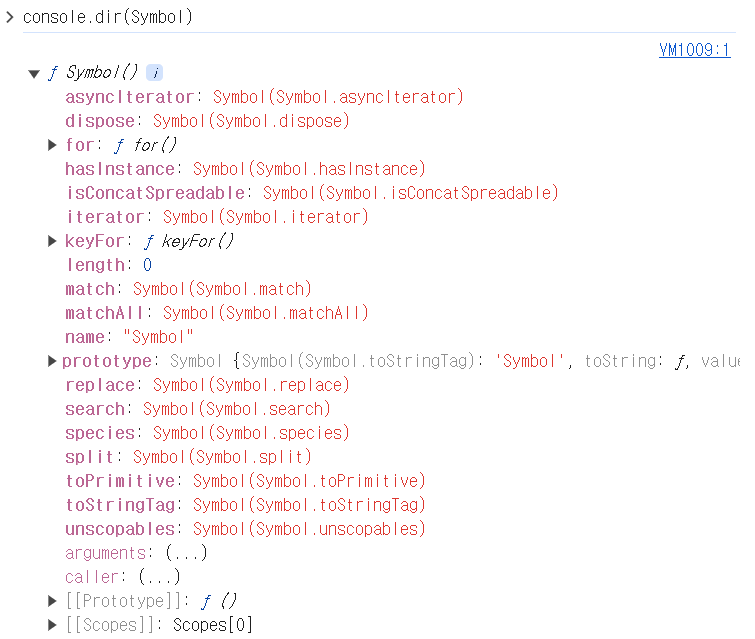 > console.dir(Symbol)
VM1009:1
▼ ƒ Symbol() i
asyncIterator: Symbol(Symbol.asyncIterator)
dispose: Symbol(Symbol.dispose)
▶ for: ƒ for()
hasInstance: Symbol(Symbol.hasInstance)
isConcatSpreadable: Symbol(Symbol.isConcatSpreadable)
iterator: Symbol(Symbol.iterator)
▶ keyFor: ƒ keyFor()
length: 0
match: Symbol(Symbol.match)
matchAll: Symbol(Symbol.matchAll)
name: "Symbol"
▶ prototype: Symbol {Symbol(Symbol.toStringTag): 'Symbol', toString: ƒ, valu
replace: Symbol(Symbol.replace)
search: Symbol(Symbol.search)
species: Symbol(Symbol.species)
split: Symbol(Symbol.split)
toPrimitive: Symbol(Symbol.toPrimitive)
toStringTag: Symbol(Symbol.toStringTag)
unscopables: Symbol(Symbol.unscopables)
arguments: (...)
caller: (...)
▶ [[Prototype]]: ƒ ()
▶ [[Scopes]]: Scopes[0]